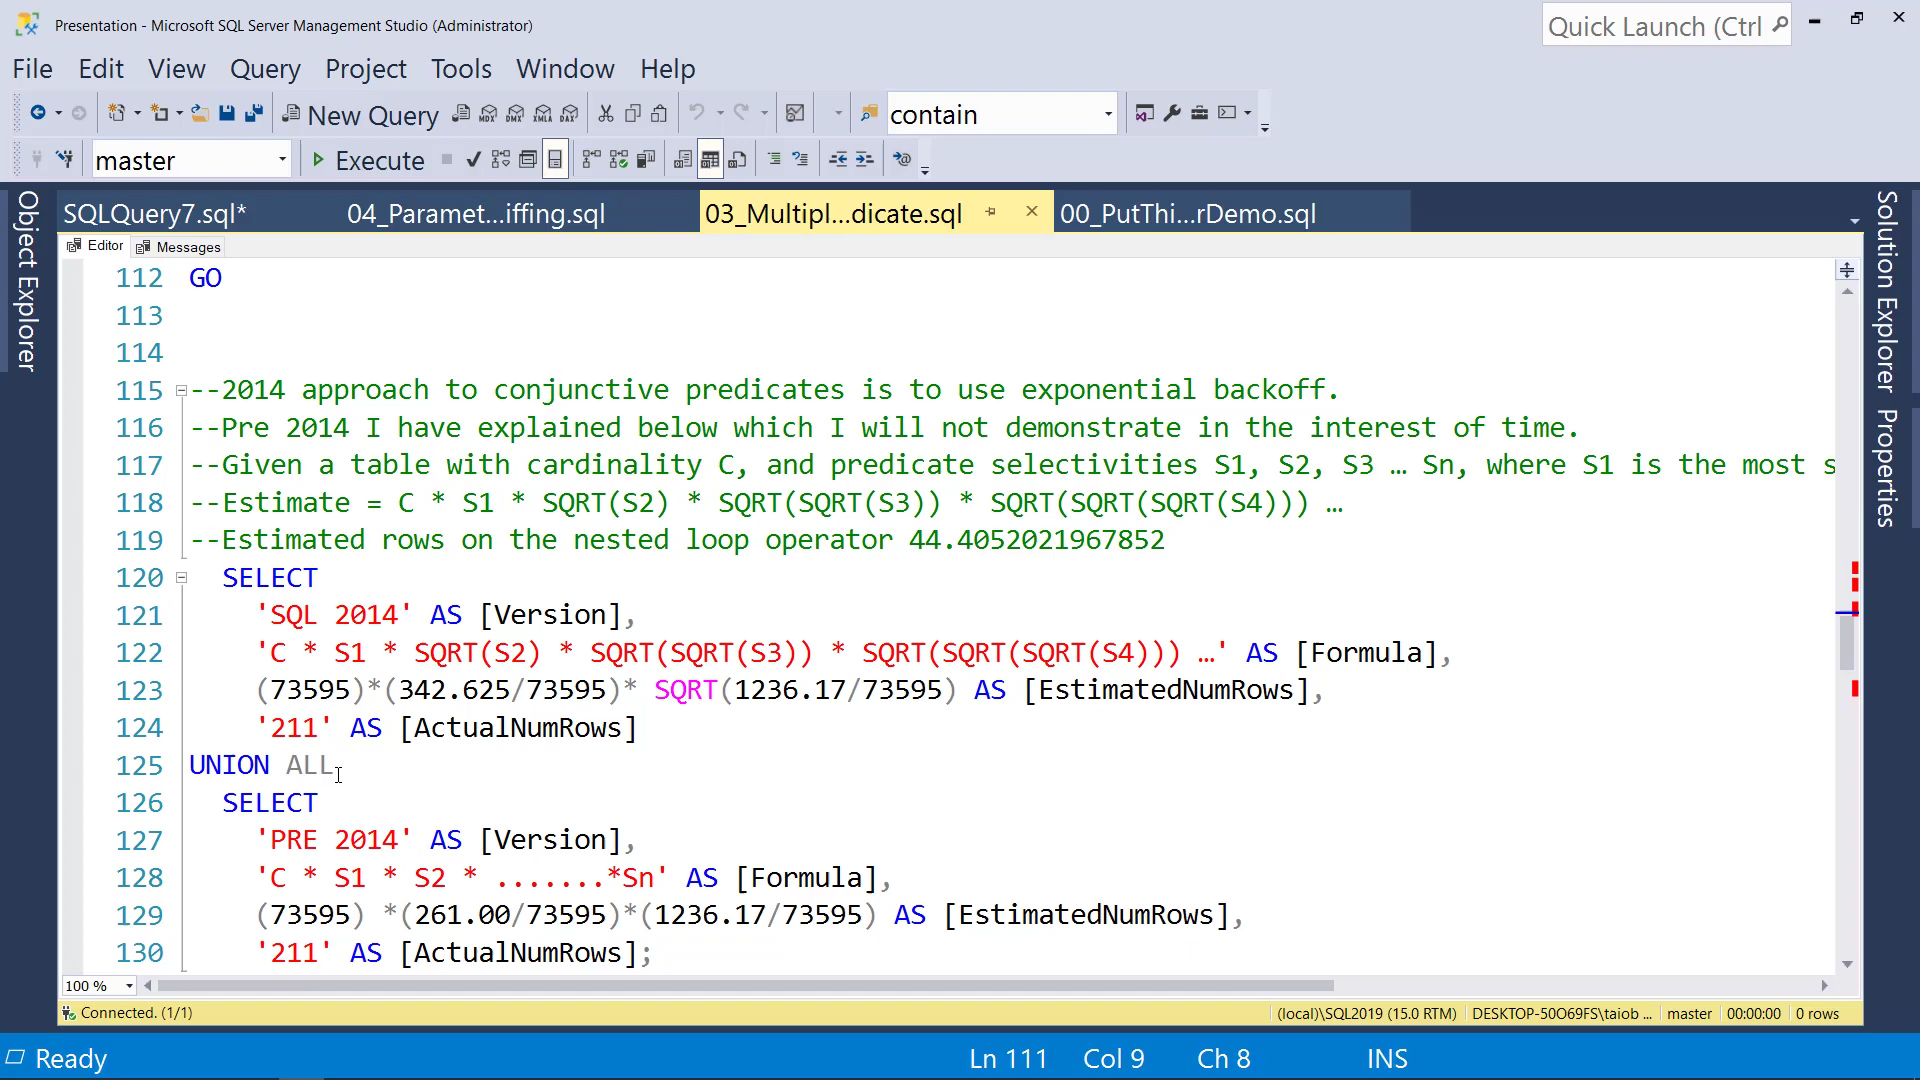 Presentation - Microsoft SQL Server Management Studio (Administrator)
Quick Launch (Ctrl
File Edit View Query Project Tools Window Help
New Query MDX DMX XMLA DAX contain
master Execute
Object Explorer
SQLQuery7.sql* 04_Paramet...iffing.sql 03_Multipl...dicate.sql 00_PutThi...rDemo.sql
Solution Explorer
Properties
Editor Messages
112 GO
113
114
115 --2014 approach to conjunctive predicates is to use exponential backoff.
116 --Pre 2014 I have explained below which I will not demonstrate in the interest of time.
117 --Given a table with cardinality C, and predicate selectivities S1, S2, S3 … Sn, where S1 is the most s
118 --Estimate = C * S1 * SQRT(S2) * SQRT(SQRT(S3)) * SQRT(SQRT(SQRT(S4))) …
119 --Estimated rows on the nested loop operator 44.4052021967852
120 SELECT
121 'SQL 2014' AS [Version],
122 'C * S1 * SQRT(S2) * SQRT(SQRT(S3)) * SQRT(SQRT(SQRT(S4))) …' AS [Formula],
123 (73595)*(342.625/73595)* SQRT(1236.17/73595) AS [EstimatedNumRows],
124 '211' AS [ActualNumRows]
125 UNION ALL
126 SELECT
127 'PRE 2014' AS [Version],
128 'C * S1 * S2 * .......*Sn' AS [Formula],
129 (73595) *(261.00/73595)*(1236.17/73595) AS [EstimatedNumRows],
130 '211' AS [ActualNumRows];
100 %
Connected. (1/1) (local)\SQL2019 (15.0 RTM) DESKTOP-50O69FS\taiob ... master 00:00:00 0 rows
Ready Ln 111 Col 9 Ch 8 INS